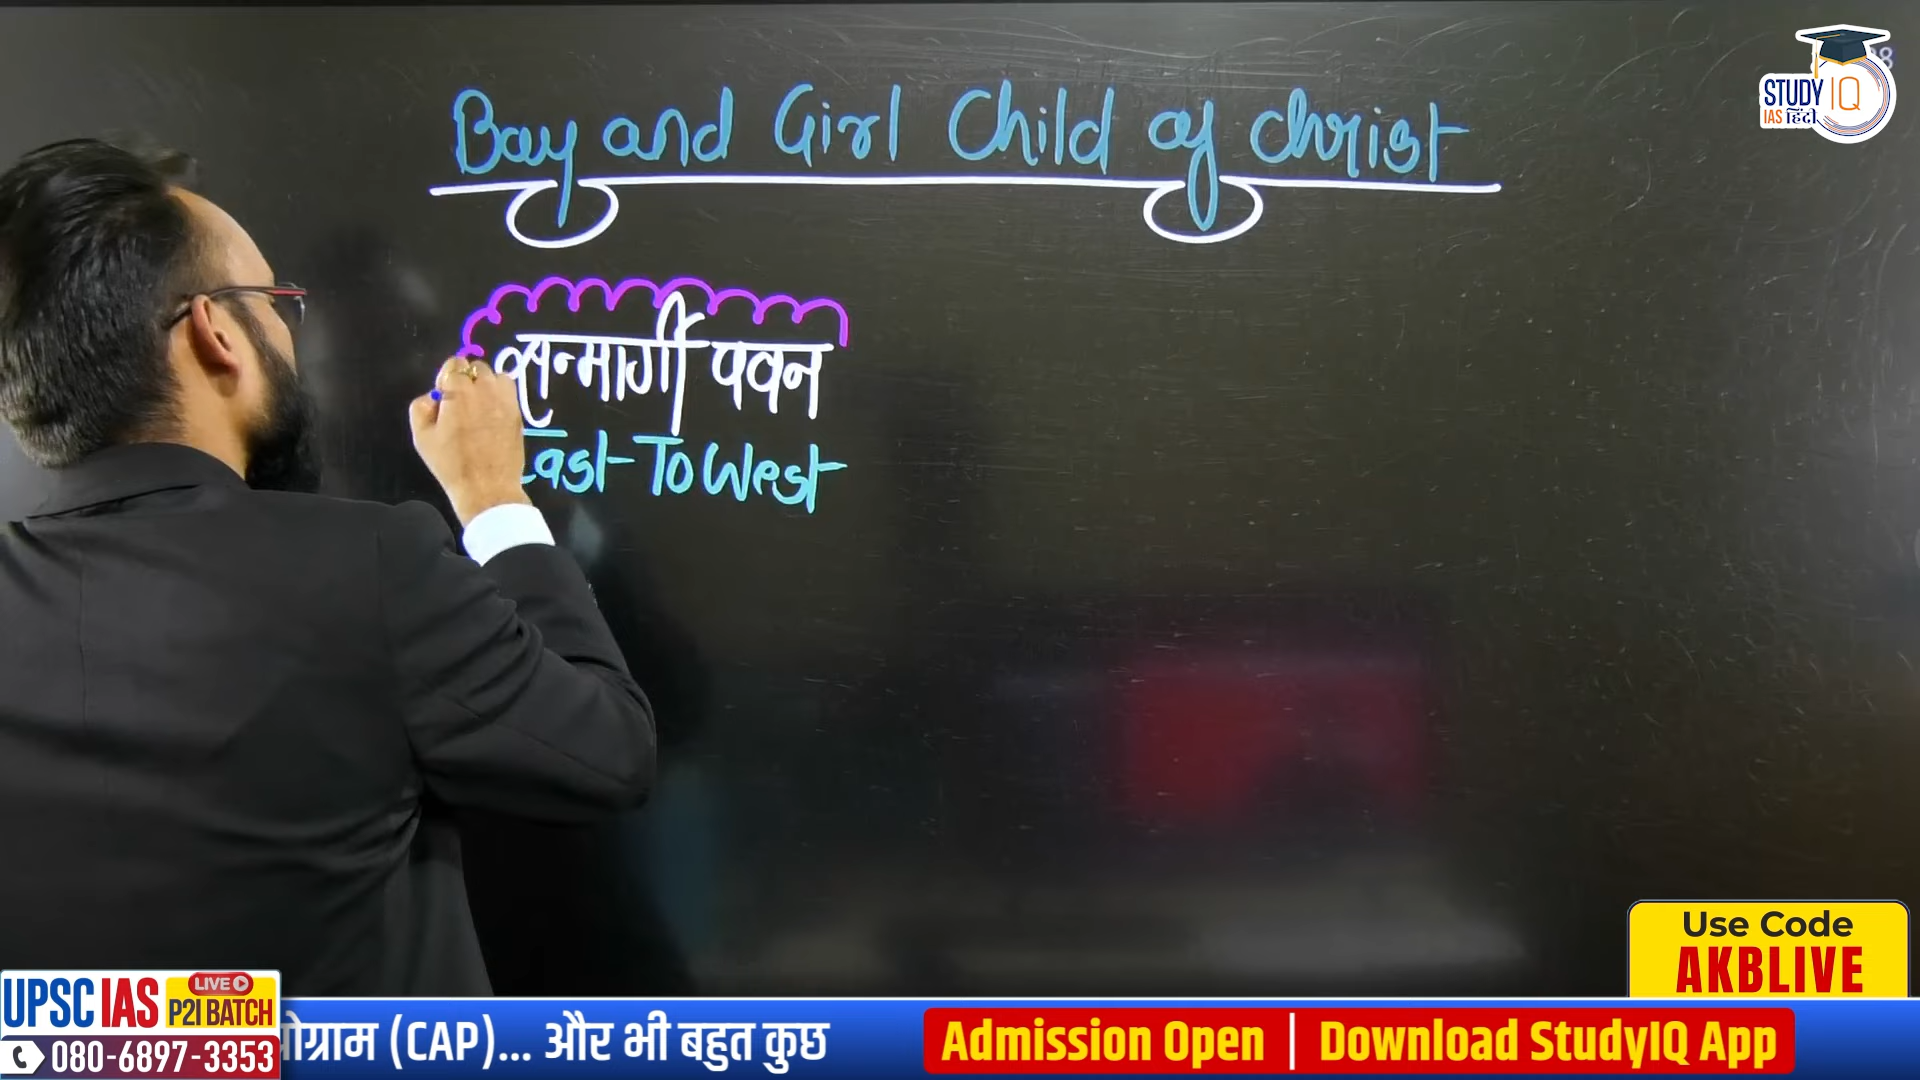 Boy and Girl Child of Christ
सन्मार्गी पवन
East To West
STUDY IQ
IAS हिंदी
Use Code
AKBLIVE
UPSC IAS LIVE P2I BATCH
080-6897-3353
(CAP)... और भी बहुत कुछ
Admission Open | Download StudyIQ App